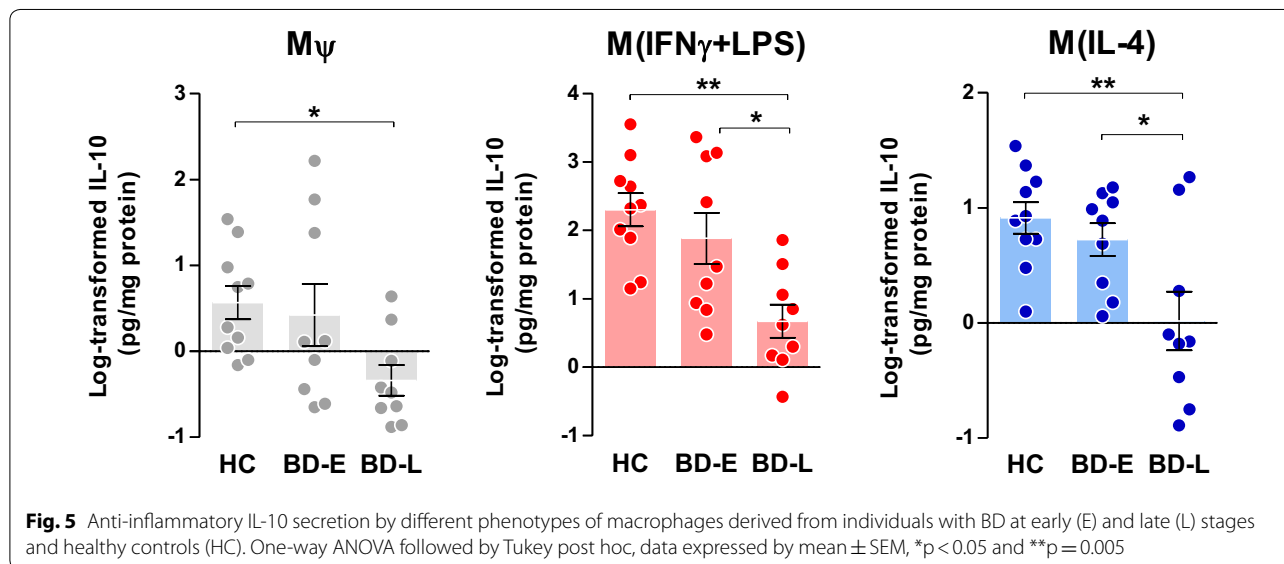 Mψ
Log-transformed IL-10
(pg/mg protein)
3
2
1
0
-1
*
HC BD-E BD-L
M(IFNγ+LPS)
Log-transformed IL-10
(pg/mg protein)
4
3
2
1
0
-1
**
*
HC BD-E BD-L
M(IL-4)
Log-transformed IL-10
(pg/mg protein)
2
1
0
-1
**
*
HC BD-E BD-L
Fig. 5 Anti-inflammatory IL-10 secretion by different phenotypes of macrophages derived from individuals with BD at early (E) and late (L) stages
and healthy controls (HC). One-way ANOVA followed by Tukey post hoc, data expressed by mean ± SEM, *p < 0.05 and **p = 0.005